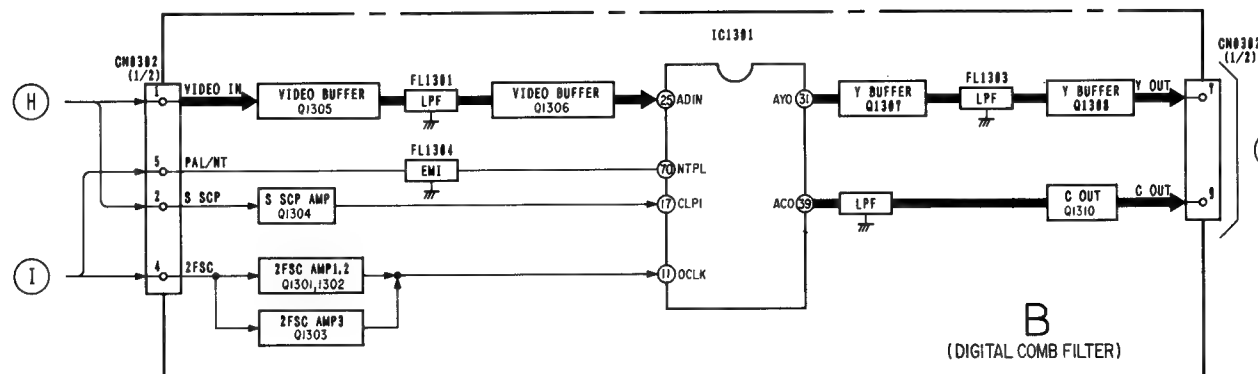 IC1301
CN0302
(1/2)
CN0302
(1/2)
H
1
VIDEO IN
VIDEO BUFFER
Q1305
FL1301
LPF
VIDEO BUFFER
Q1306
25
ADIN
AYO
31
Y BUFFER
Q1307
FL1303
LPF
Y BUFFER
Q1308
Y OUT
7
FL1304
5
PAL/NT
EMI
70
NTPL
2
S SCP
S SCP AMP
Q1304
17
CLPI
ACO
39
LPF
C OUT
Q1310
C OUT
9
I
4
2FSC
2FSC AMP1,2
Q1301,1302
11
OCLK
2FSC AMP3
Q1303
B
(DIGITAL COMB FILTER)